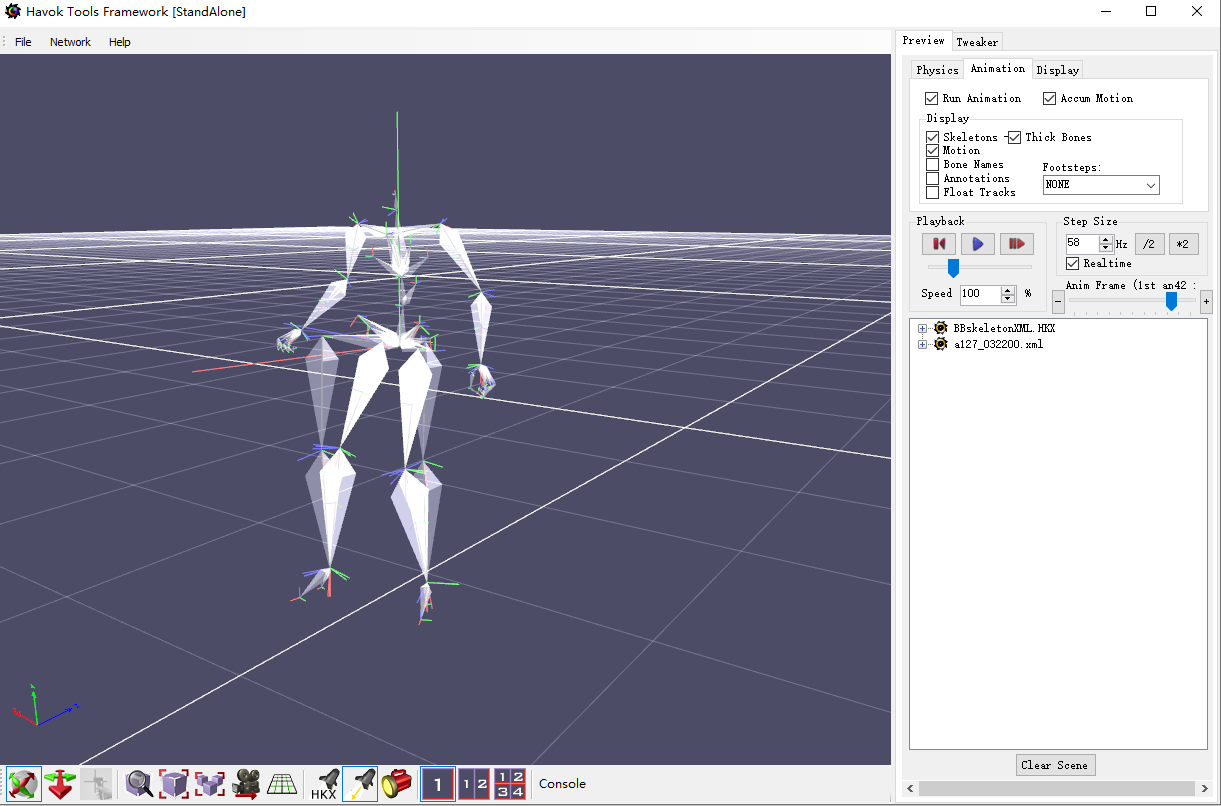 Havok Tools Framework [StandAlone]
File Network Help
Preview Tweaker
Physics Animation Display
Run Animation Accum Motion
Display
Skeletons Thick Bones
Motion
Bone Names
Annotations
Float Tracks
Footsteps:
NONE
Playback
Speed 100 %
Step Size
58 Hz /2 *2
Realtime
Anim Frame (1st an42 :
- +
BBskeletonXML.HKX
a127_032200.xml
Clear Scene
HKX
1
1 2
1 2
3 4
Console